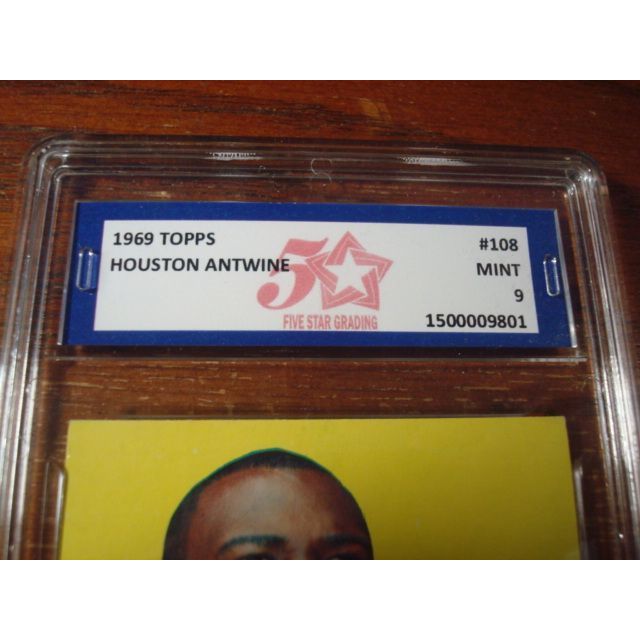 1969 TOPPS #108
HOUSTON ANTWINE MINT
5 9
FIVE STAR GRADING 1500009801